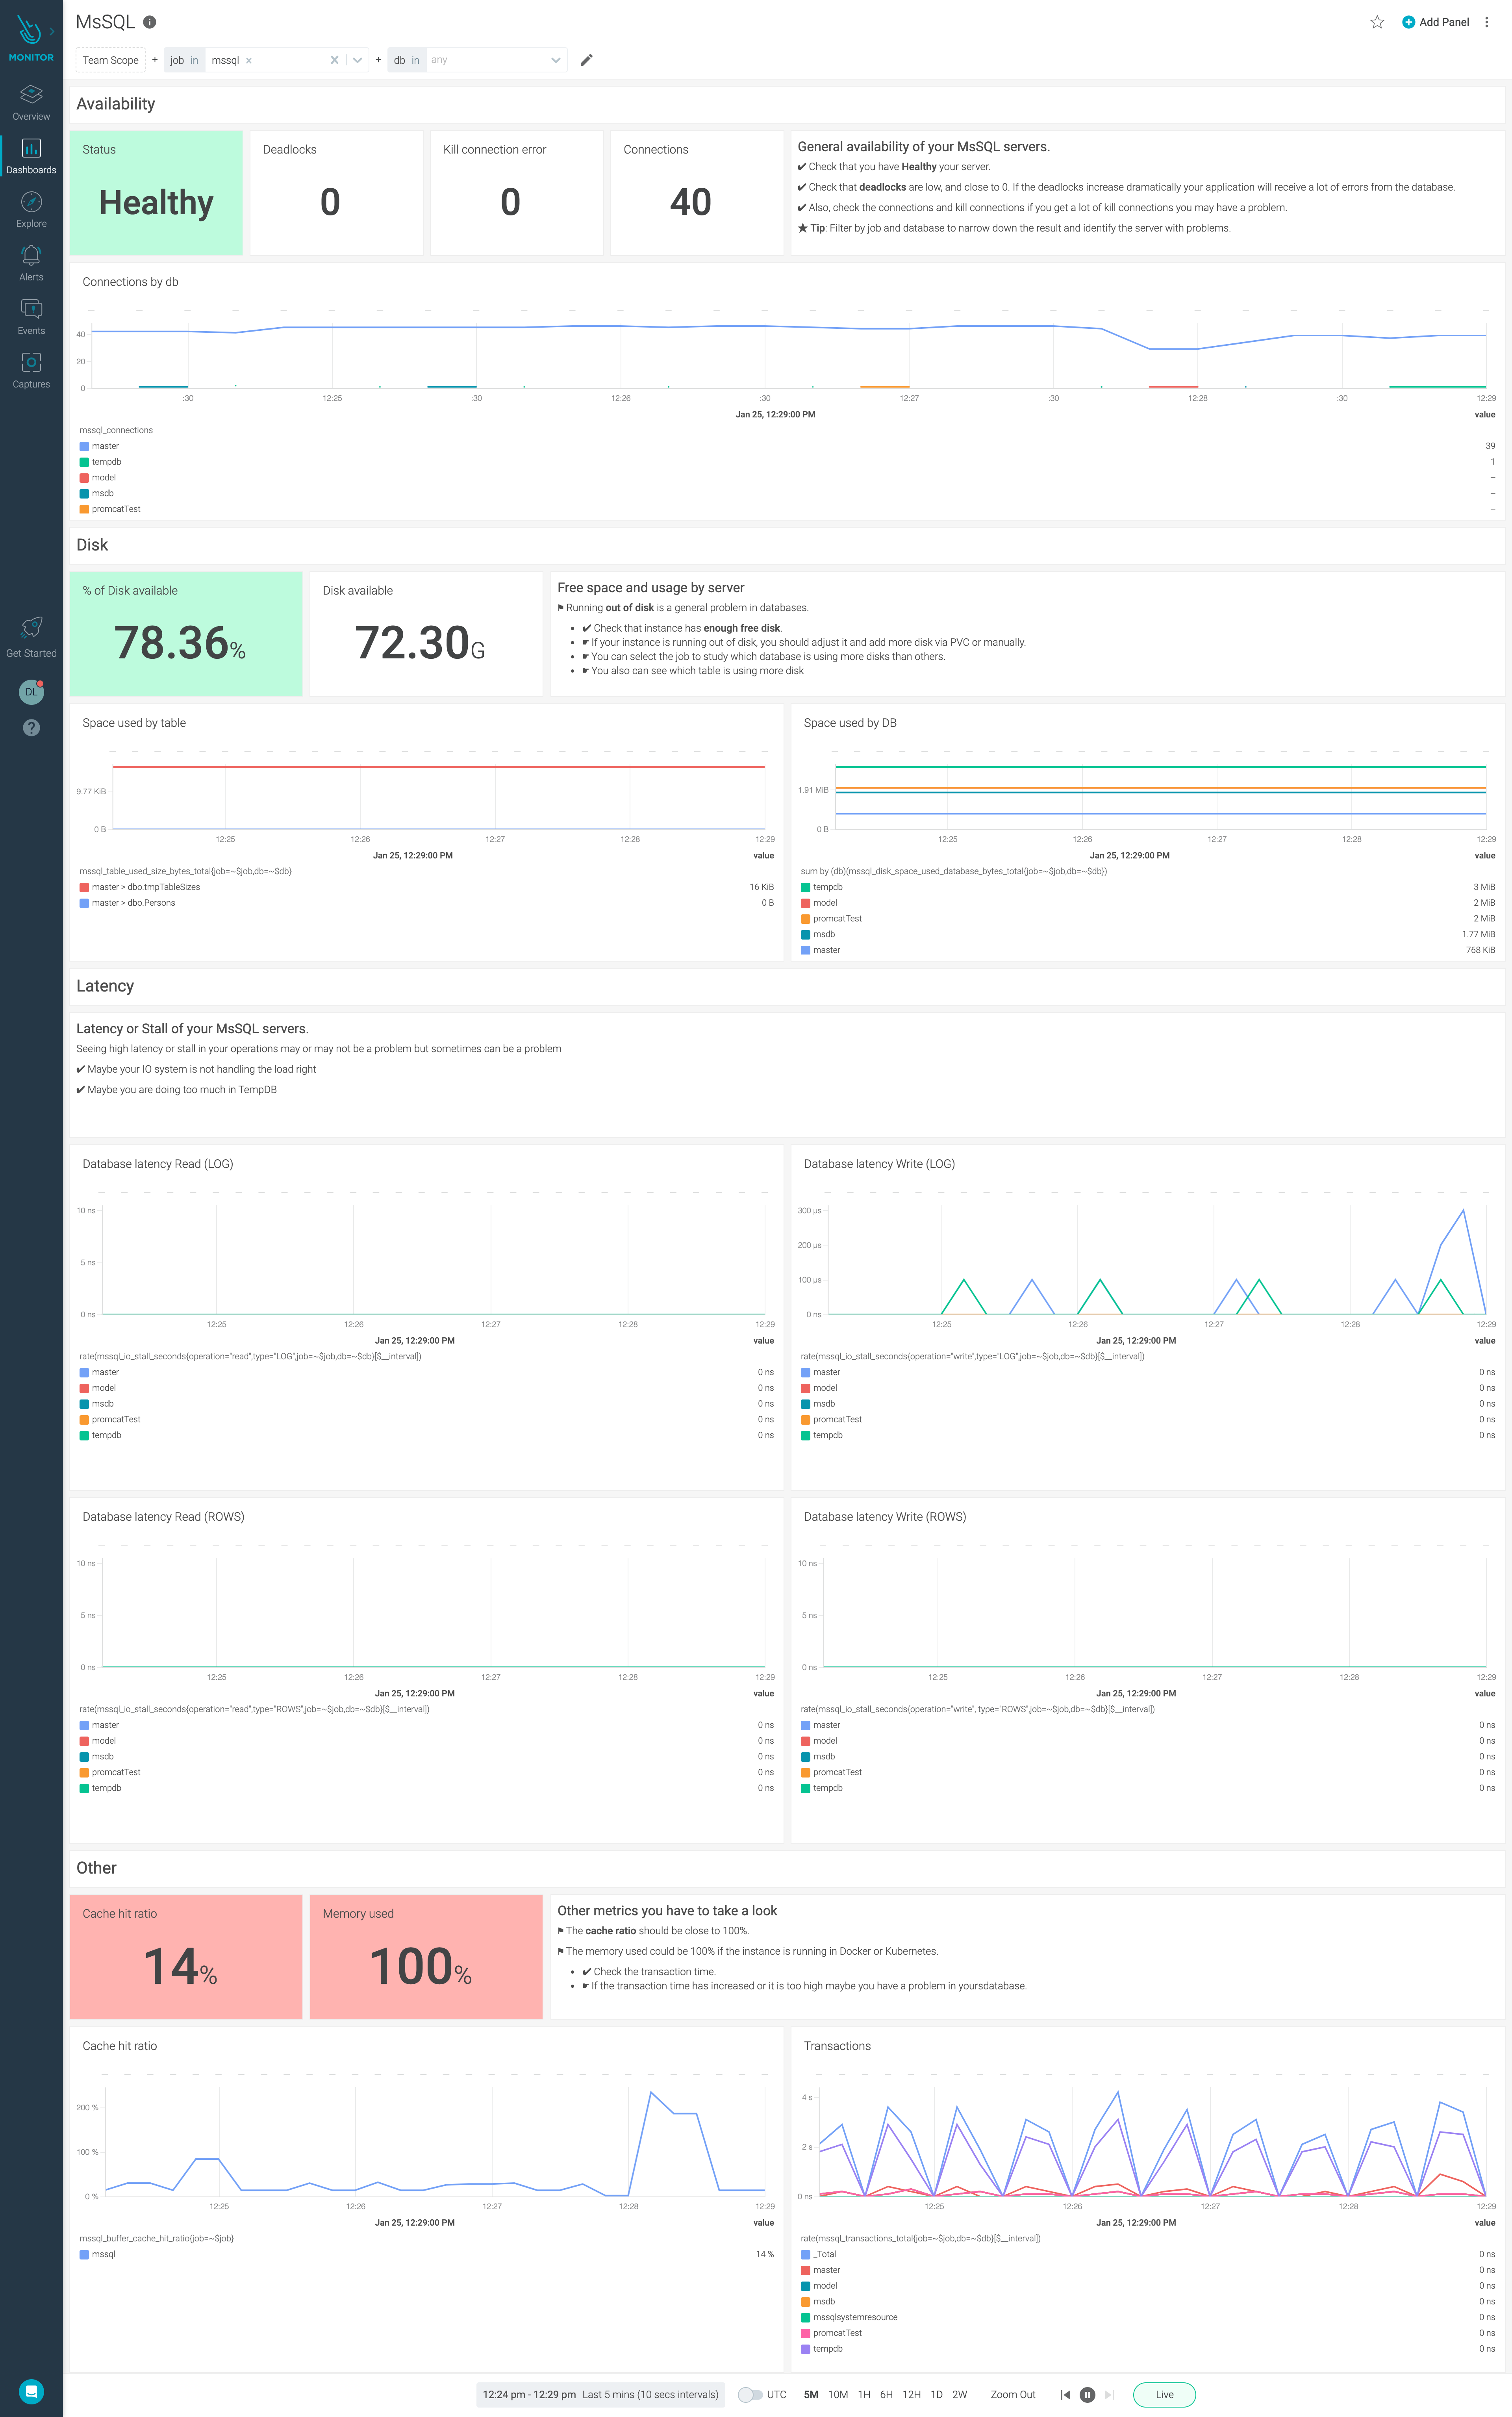 MsSQL
Add Panel
MONITOR
Team Scope + job in mssql × + db in any
Overview
Dashboards
Explore
Alerts
Events
Captures
Get Started
DL
Availability
Status
Healthy
Deadlocks
0
Kill connection error
0
Connections
40
General availability of your MsSQL servers.
✔ Check that you have Healthy your server.
✔ Check that deadlocks are low, and close to 0. If the deadlocks increase dramatically your application will receive a lot of errors from the database.
✔ Also, check the connections and kill connections if you get a lot of kill connections you may have a problem.
★ Tip: Filter by job and database to narrow down the result and identify the server with problems.
Connections by db
40
20
0
:30 12:25 :30 12:26 :30 12:27 :30 12:28 :30 12:29
Jan 25, 12:29:00 PM value
mssql_connections
master 39
tempdb 1
model --
msdb --
promcatTest --
Disk
% of Disk available
78.36%
Disk available
72.30G
Free space and usage by server
⚑ Running out of disk is a general problem in databases.
• ✔ Check that instance has enough free disk.
• ☛ If your instance is running out of disk, you should adjust it and add more disk via PVC or manually.
• ☛ You can select the job to study which database is using more disks than others.
• ☛ You also can see which table is using more disk
Space used by table
9.77 KiB
0 B
12:25 12:26 12:27 12:28 12:29
Jan 25, 12:29:00 PM value
mssql_table_used_size_bytes_total{job=~$job,db=~$db}
master > dbo.tmpTableSizes 16 KiB
master > dbo.Persons 0 B
Space used by DB
1.91 MiB
0 B
12:25 12:26 12:27 12:28 12:29
Jan 25, 12:29:00 PM value
sum by (db)(mssql_disk_space_used_database_bytes_total{job=~$job,db=~$db})
tempdb 3 MiB
model 2 MiB
promcatTest 2 MiB
msdb 1.77 MiB
master 768 KiB
Latency
Latency or Stall of your MsSQL servers.
Seeing high latency or stall in your operations may or may not be a problem but sometimes can be a problem
✔ Maybe your IO system is not handling the load right
✔ Maybe you are doing too much in TempDB
Database latency Read (LOG)
10 ns
5 ns
0 ns
12:25 12:26 12:27 12:28 12:29
Jan 25, 12:29:00 PM value
rate(mssql_io_stall_seconds{operation="read",type="LOG",job=~$job,db=~$db}[$__interval])
master 0 ns
model 0 ns
msdb 0 ns
promcatTest 0 ns
tempdb 0 ns
Database latency Write (LOG)
300 µs
200 µs
100 µs
0 ns
12:25 12:26 12:27 12:28 12:29
Jan 25, 12:29:00 PM value
rate(mssql_io_stall_seconds{operation="write",type="LOG",job=~$job,db=~$db}[$__interval])
master 0 ns
model 0 ns
msdb 0 ns
promcatTest 0 ns
tempdb 0 ns
Database latency Read (ROWS)
10 ns
5 ns
0 ns
12:25 12:26 12:27 12:28 12:29
Jan 25, 12:29:00 PM value
rate(mssql_io_stall_seconds{operation="read",type="ROWS",job=~$job,db=~$db}[$__interval])
master 0 ns
model 0 ns
msdb 0 ns
promcatTest 0 ns
tempdb 0 ns
Database latency Write (ROWS)
10 ns
5 ns
0 ns
12:25 12:26 12:27 12:28 12:29
Jan 25, 12:29:00 PM value
rate(mssql_io_stall_seconds{operation="write", type="ROWS",job=~$job,db=~$db}[$__interval])
master 0 ns
model 0 ns
msdb 0 ns
promcatTest 0 ns
tempdb 0 ns
Other
Cache hit ratio
14%
Memory used
100%
Other metrics you have to take a look
⚑ The cache ratio should be close to 100%.
⚑ The memory used could be 100% if the instance is running in Docker or Kubernetes.
• ✔ Check the transaction time.
• ☛ If the transaction time has increased or it is too high maybe you have a problem in yoursdatabase.
Cache hit ratio
200 %
100 %
0 %
12:25 12:26 12:27 12:28 12:29
Jan 25, 12:29:00 PM value
mssql_buffer_cache_hit_ratio{job=~$job}
mssql 14 %
Transactions
4 s
2 s
0 ns
12:25 12:26 12:27 12:28 12:29
Jan 25, 12:29:00 PM value
rate(mssql_transactions_total{job=~$job,db=~$db}[$__interval])
_Total 0 ns
master 0 ns
model 0 ns
msdb 0 ns
mssqlsystemresource 0 ns
promcatTest 0 ns
tempdb 0 ns
12:24 pm - 12:29 pm Last 5 mins (10 secs intervals) UTC 5M 10M 1H 6H 12H 1D 2W Zoom Out Live